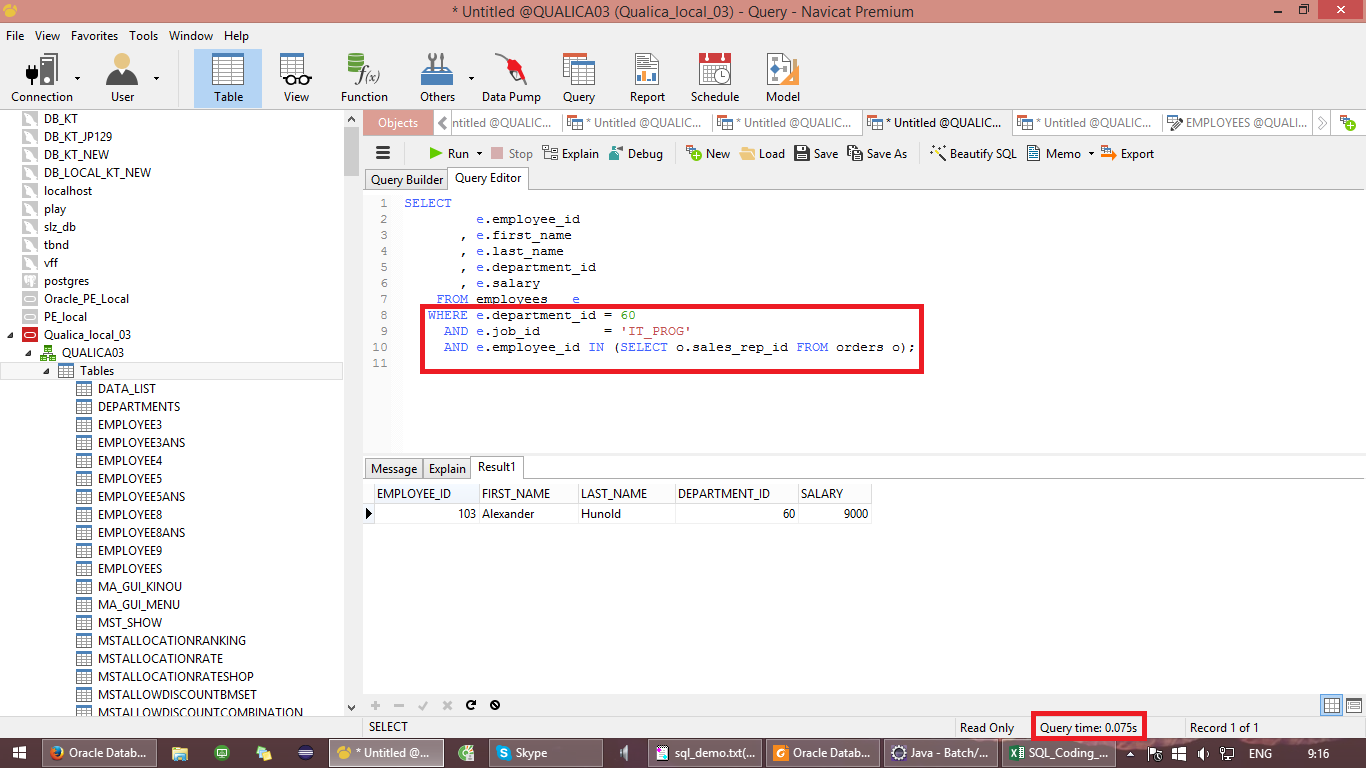 * Untitled @QUALICA03 (Qualica_local_03) - Query - Navicat Premium
File View Favorites Tools Window Help
Connection User Table View Function Others Data Pump Query Report Schedule Model
f(x)
Objects ntitled @QUALIC... * Untitled @QUALIC... * Untitled @QUALIC... * Untitled @QUALIC... * Untitled @QUALIC... EMPLOYEES @QUALI...
Run Stop Explain Debug New Load Save Save As Beautify SQL Memo Export
Query Builder Query Editor
1 SELECT
2 e.employee_id
3 , e.first_name
4 , e.last_name
5 , e.department_id
6 , e.salary
7 FROM employees e
8 WHERE e.department_id = 60
9 AND e.job_id = 'IT_PROG'
10 AND e.employee_id IN (SELECT o.sales_rep_id FROM orders o);
11
DB_KT
DB_KT_JP129
DB_KT_NEW
DB_LOCAL_KT_NEW
localhost
play
slz_db
tbnd
vff
postgres
Oracle_PE_Local
PE_local
Qualica_local_03
QUALICA03
Tables
DATA_LIST
DEPARTMENTS
EMPLOYEE3
EMPLOYEE3ANS
EMPLOYEE4
EMPLOYEE5
EMPLOYEE5ANS
EMPLOYEE8
EMPLOYEE8ANS
EMPLOYEE9
EMPLOYEES
MA_GUI_KINOU
MA_GUI_MENU
MST_SHOW
MSTALLOCATIONRANKING
MSTALLOCATIONRATE
MSTALLOCATIONRATESHOP
MSTALLOWDISCOUNTBMSET
MSTALLOWDISCOUNTCOMBINATION
Message Explain Result1
EMPLOYEE_ID FIRST_NAME LAST_NAME DEPARTMENT_ID SALARY
103 Alexander Hunold 60 9000
SELECT Read Only Query time: 0.075s Record 1 of 1
Oracle Datab... * Untitled @... Skype sql_demo.txt(... Oracle Datab... Java - Batch/... SQL_Coding_... ENG 9:16